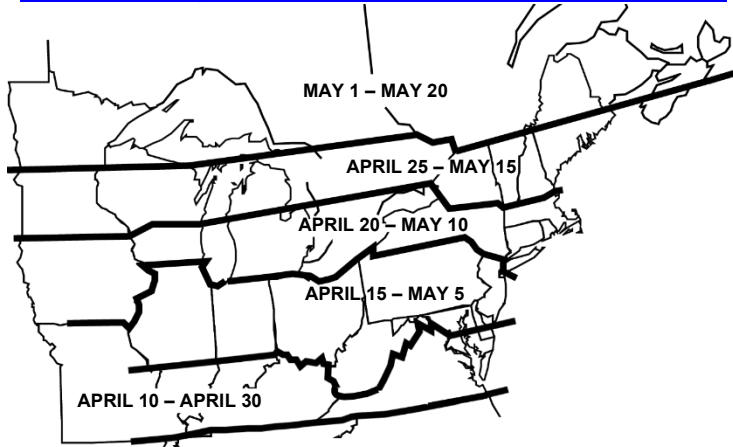 MAY 1 – MAY 20
APRIL 25 – MAY 15
APRIL 20 – MAY 10
APRIL 15 – MAY 5
APRIL 10 – APRIL 30